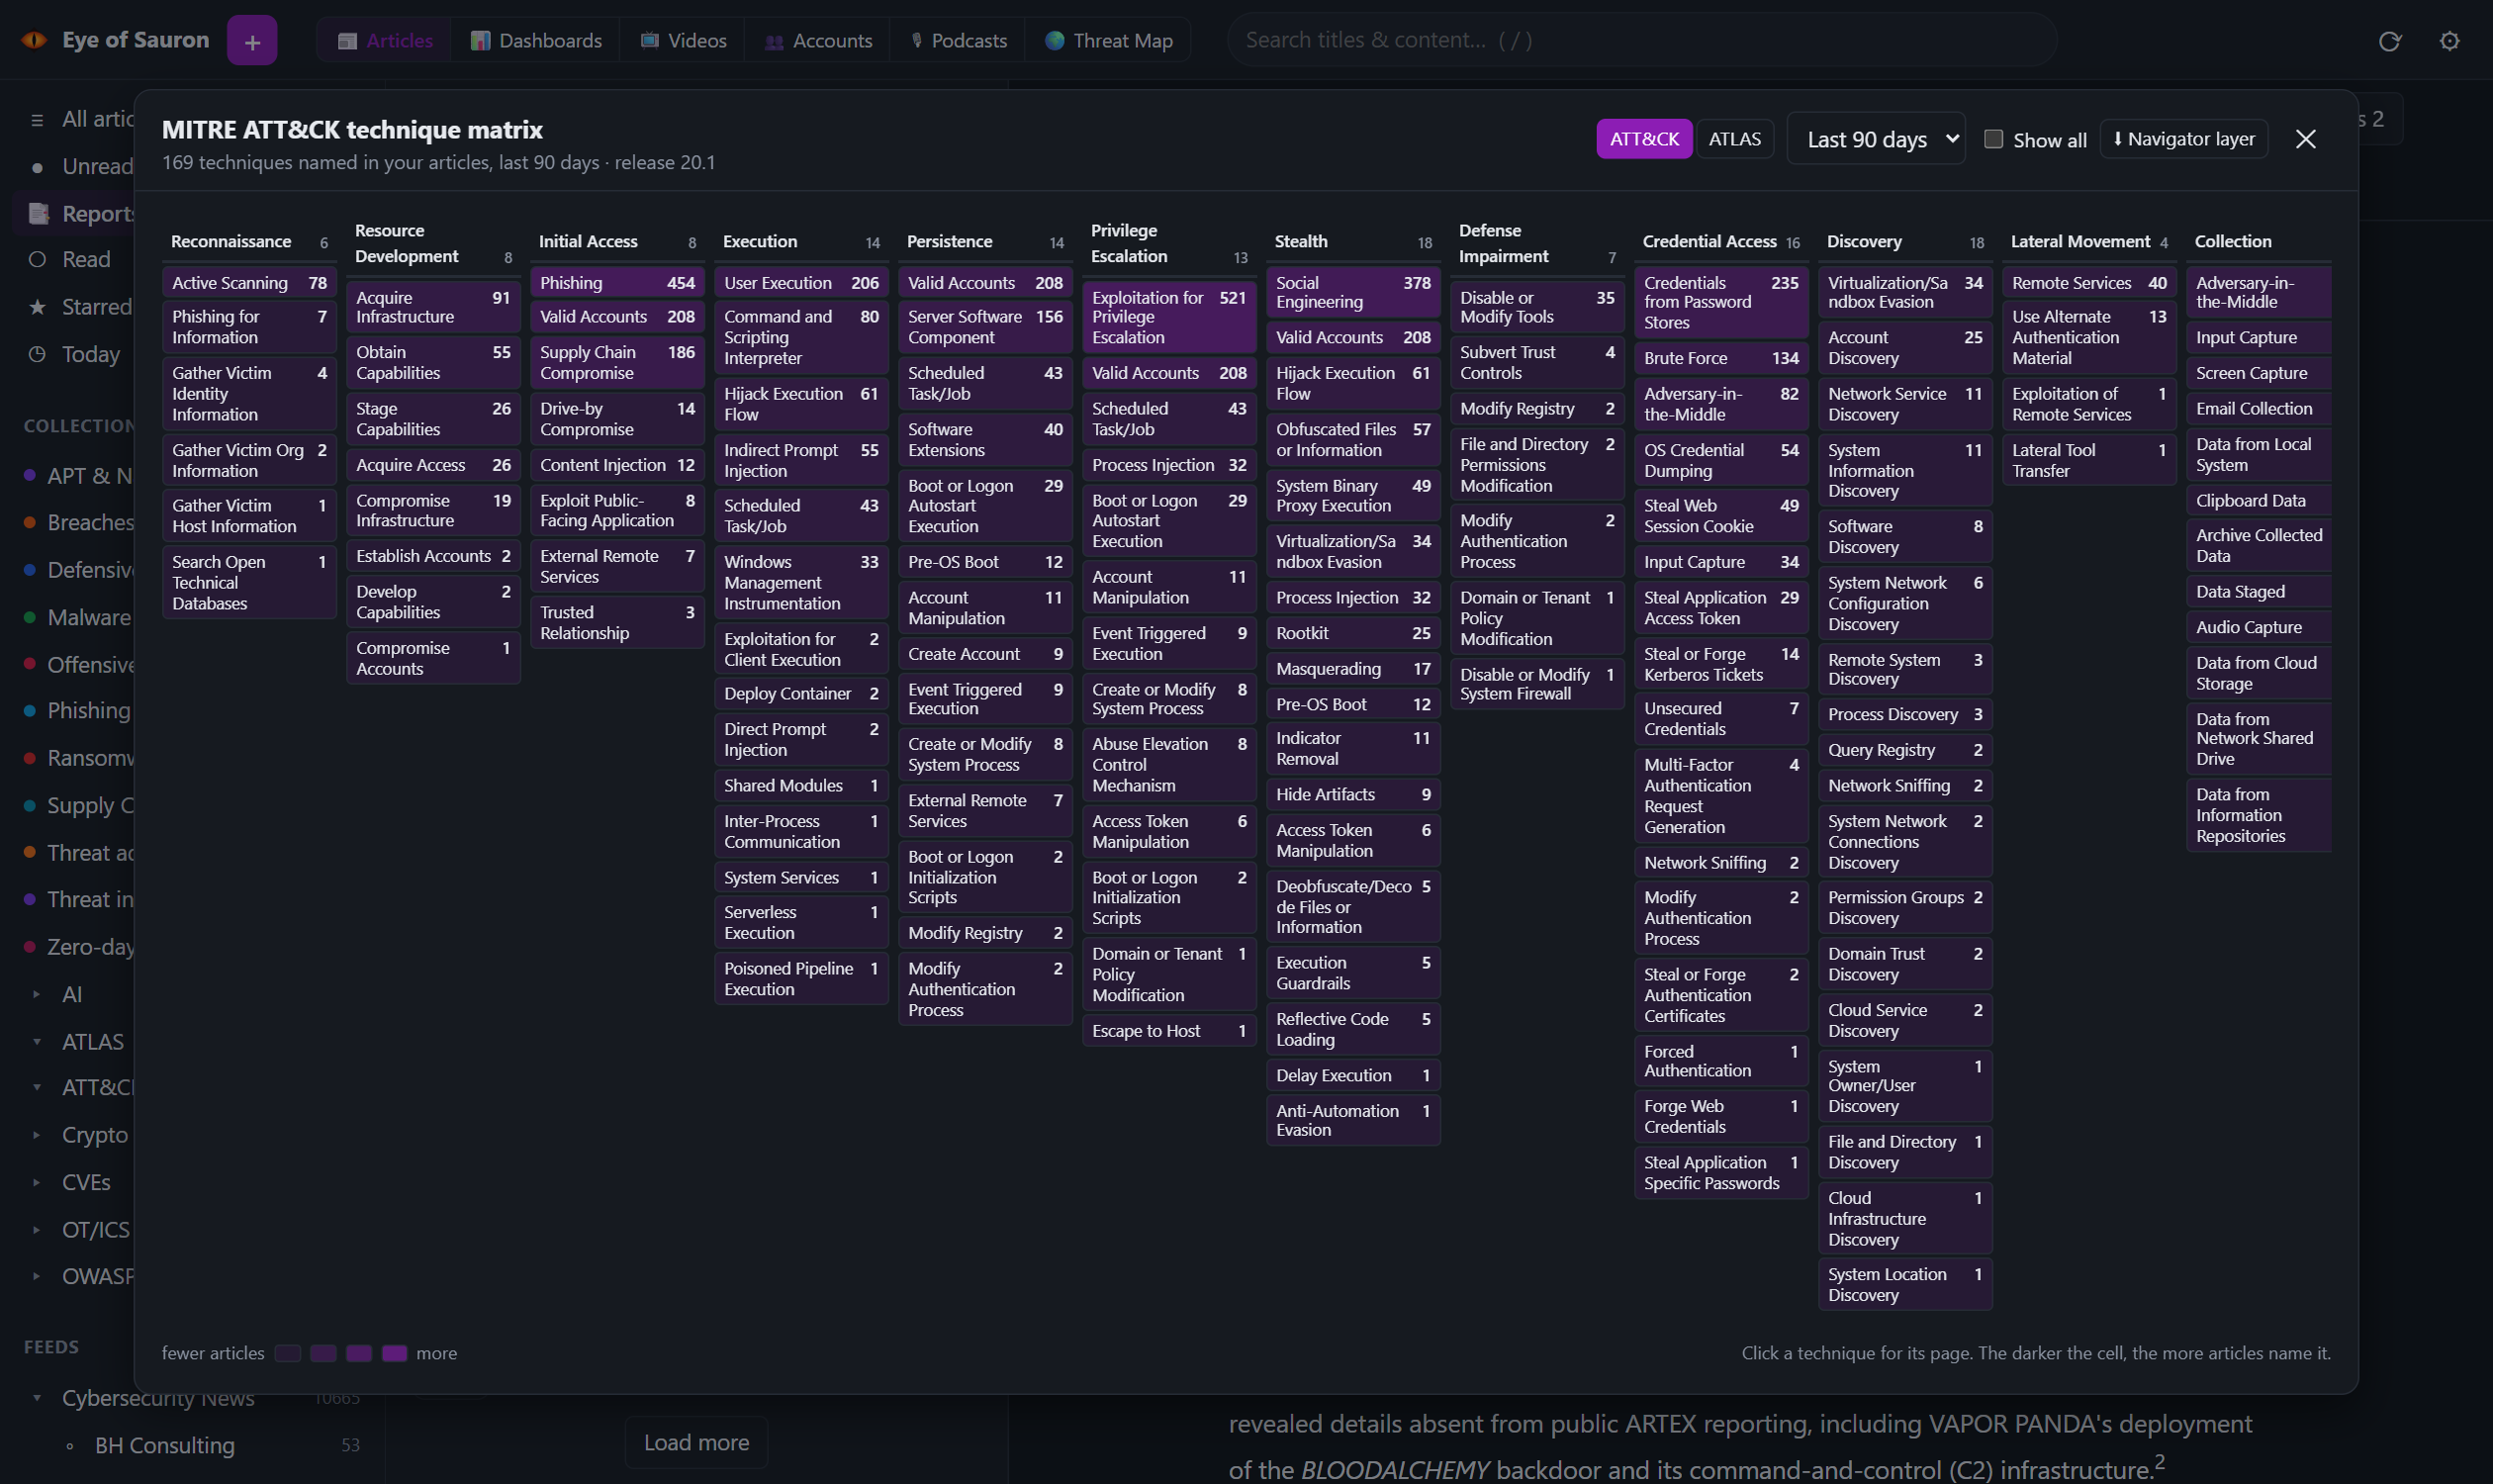 Eye of Sauron
+
Articles
Dashboards
Videos
Accounts
Podcasts
Threat Map
Search titles & content... (/)
All artic
Unread
Reports
Read
Starred
Today
COLLECTION
APT & N
Breaches
Defensive
Malware
Offensive
Phishing
Ransomw
Supply C
Threat ac
Threat in
Zero-day
AI
ATLAS
ATT&C
Crypto
CVEs
OT/ICS
OWASP
FEEDS
Cybersecurity News 10665
BH Consulting 53
s 2
MITRE ATT&CK technique matrix
169 techniques named in your articles, last 90 days · release 20.1
ATT&CK
ATLAS
Last 90 days
Show all
Navigator layer
Reconnaissance 6
Active Scanning 78
Phishing for 7
Information
Gather Victim 4
Identity
Information
Gather Victim Org 2
Information
Gather Victim 1
Host Information
Search Open 1
Technical
Databases
Resource
Development 8
Acquire 91
Infrastructure
Obtain 55
Capabilities
Stage 26
Capabilities
Acquire Access 26
Compromise 19
Infrastructure
Establish Accounts 2
Develop 2
Capabilities
Compromise 1
Accounts
Initial Access 8
Phishing 454
Valid Accounts 208
Supply Chain 186
Compromise
Drive-by 14
Compromise
Content Injection 12
Exploit Public- 8
Facing Application
External Remote 7
Services
Trusted 3
Relationship
Execution 14
User Execution 206
Command and 80
Scripting
Interpreter
Hijack Execution 61
Flow
Indirect Prompt 55
Injection
Scheduled 43
Task/Job
Windows 33
Management
Instrumentation
Exploitation for 2
Client Execution
Deploy Container 2
Direct Prompt 2
Injection
Shared Modules 1
Inter-Process 1
Communication
System Services 1
Serverless 1
Execution
Poisoned Pipeline 1
Execution
Persistence 14
Valid Accounts 208
Server Software 156
Component
Scheduled 43
Task/Job
Software 40
Extensions
Boot or Logon 29
Autostart
Execution
Pre-OS Boot 12
Account 11
Manipulation
Create Account 9
Event Triggered 9
Execution
Create or Modify 8
System Process
External Remote 7
Services
Boot or Logon 2
Initialization
Scripts
Modify Registry 2
Modify 2
Authentication
Process
Privilege
Escalation 13
Exploitation for 521
Privilege
Escalation
Valid Accounts 208
Scheduled 43
Task/Job
Process Injection 32
Boot or Logon 29
Autostart
Execution
Account 11
Manipulation
Event Triggered 9
Execution
Create or Modify 8
System Process
Abuse Elevation 8
Control
Mechanism
Access Token 6
Manipulation
Boot or Logon 2
Initialization
Scripts
Domain or Tenant 1
Policy
Modification
Escape to Host 1
Stealth 18
Social 378
Engineering
Valid Accounts 208
Hijack Execution 61
Flow
Obfuscated Files 57
or Information
System Binary 49
Proxy Execution
Virtualization/Sa 34
ndbox Evasion
Process Injection 32
Rootkit 25
Masquerading 17
Pre-OS Boot 12
Indicator 11
Removal
Hide Artifacts 9
Access Token 6
Manipulation
Deobfuscate/Deco 5
de Files or
Information
Execution 5
Guardrails
Reflective Code 5
Loading
Delay Execution 1
Anti-Automation 1
Evasion
Defense
Impairment 7
Disable or 35
Modify Tools
Subvert Trust 4
Controls
Modify Registry 2
File and Directory 2
Permissions
Modification
Modify 2
Authentication
Process
Domain or Tenant 1
Policy
Modification
Disable or Modify 1
System Firewall
Credential Access 16
Credentials 235
from Password
Stores
Brute Force 134
Adversary-in- 82
the-Middle
OS Credential 54
Dumping
Steal Web 49
Session Cookie
Input Capture 34
Steal Application 29
Access Token
Steal or Forge 14
Kerberos Tickets
Unsecured 7
Credentials
Multi-Factor 4
Authentication
Request
Generation
Network Sniffing 2
Modify 2
Authentication
Process
Steal or Forge 2
Authentication
Certificates
Forced 1
Authentication
Forge Web 1
Credentials
Steal Application 1
Specific Passwords
Discovery 18
Virtualization/Sa 34
ndbox Evasion
Account 25
Discovery
Network Service 11
Discovery
System 11
Information
Discovery
Software 8
Discovery
System Network 6
Configuration
Discovery
Remote System 3
Discovery
Process Discovery 3
Query Registry 2
Network Sniffing 2
System Network 2
Connections
Discovery
Permission Groups 2
Discovery
Domain Trust 2
Discovery
Cloud Service 2
Discovery
System 1
Owner/User
Discovery
File and Directory 1
Discovery
Cloud 1
Infrastructure
Discovery
System Location 1
Discovery
Lateral Movement 4
Remote Services 40
Use Alternate 13
Authentication
Material
Exploitation of 1
Remote Services
Lateral Tool 1
Transfer
Collection
Adversary-in-
the-Middle
Input Capture
Screen Capture
Email Collection
Data from Local
System
Clipboard Data
Archive Collected
Data
Data Staged
Audio Capture
Data from Cloud
Storage
Data from
Network Shared
Drive
Data from
Information
Repositories
fewer articles
more
Click a technique for its page. The darker the cell, the more articles name it.
Load more
revealed details absent from public ARTEX reporting, including VAPOR PANDA's deployment
of the BLOODALCHEMY backdoor and its command-and-control (C2) infrastructure.2